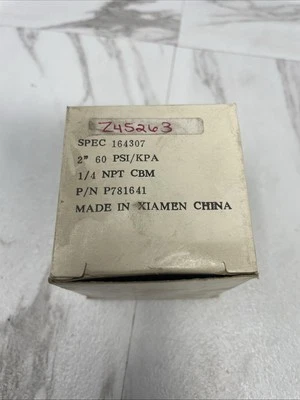 Z45263
SPEC 164307
2" 60 PSI/KPA
1/4 NPT CBM
P/N P781641
MADE IN XIAMEN CHINA